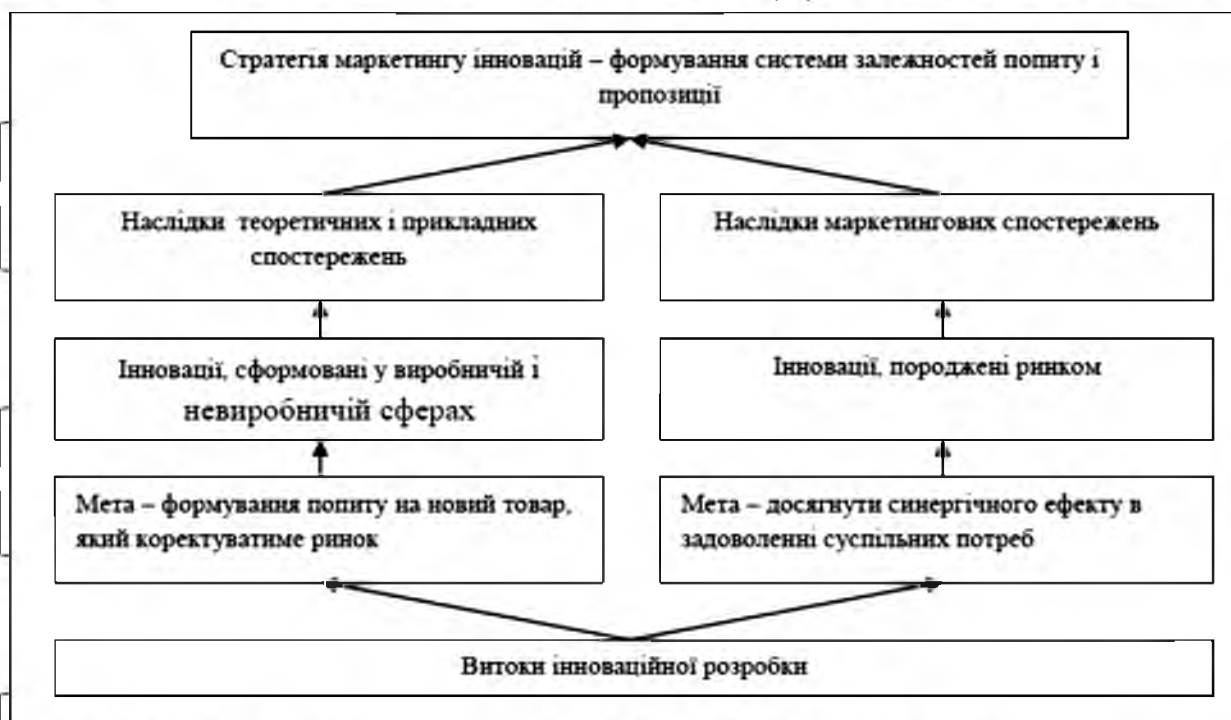 Стратегія маркетингу інновацій – формування системи залежностей попиту і
пропозиції
Наслідки теоретичних і прикладних
спостережень
Наслідки маркетингових спостережень
Інновації, сформовані у виробничій і
невиробничій сферах
Інновації, породжені ринком
Мета – формування попиту на новий товар,
який коректуватиме ринок
Мета – досягнути синергічного ефекту в
задоволенні суспільних потреб
Витоки інноваційної розробки